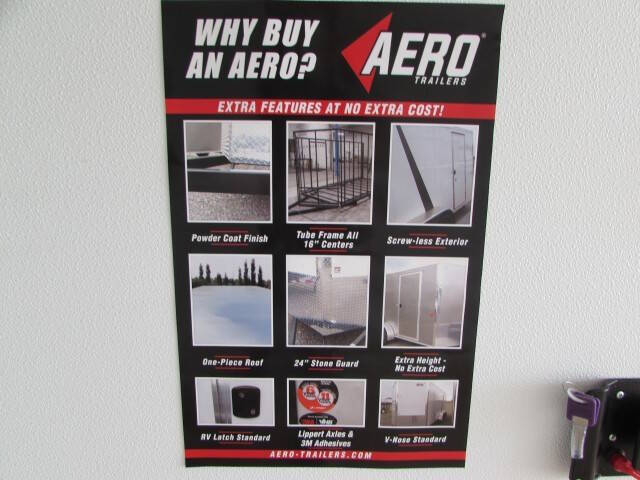 WHY BUY
AN AERO?
AERO®
TRAILERS
EXTRA FEATURES AT NO EXTRA COST!
Powder Coat Finish
Tube Frame All
16" Centers
Screw-less Exterior
One-Piece Roof
24" Stone Guard
Extra Height -
No Extra Cost
RV Latch Standard
Lippert Axles &
3M Adhesives
V-Nose Standard
AERO-TRAILERS.COM